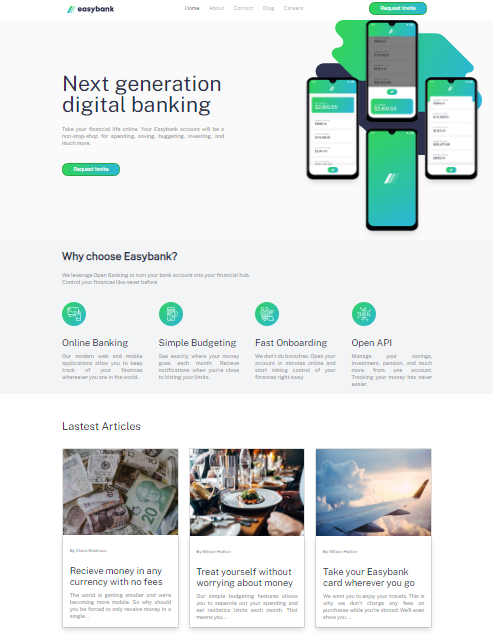 easybank
Home About Contact Blog Careers
Request Invite
Next generation
digital banking
Take your financial life online. Your Easybank account will be a
non-stop-shop for spending, saving, budgeting, investing, and
much more.
Request Invite
Why choose Easybank?
We leverage Open Banking to turn your bank account into your financial hub.
Control your finances like never before
Online Banking
Our modern web and mobile
applications allow you to keep
track of your finances
whereever you are in the world.
Simple Budgeting
See exactly where your money
goes each month. Recieve
notifications when you're close
to hitting your limits.
Fast Onboarding
We don't do branches. Open your
account in minutes online and
start taking control of your
finances right away.
Open API
Manage your savings,
investment, pension, and much
more from one account.
Tracking your money has never
easier.
Lastest Articles
By Claire Robinson
Recieve money in any
currency with no fees
The world is getting smaller and we're
becoming more mobile. So why should
you be forced to only receive money in a
single...
By Wilson Hutton
Treat yourself without
worrying about money
Our simple budgeting features allows
you to seperate out your spending and
set realistic limits each month. That
means you...
By Wilson Hutton
Take your Easybank
card wherever you go
We want you to enjoy your travels. This is
why we don't charge any fees on
purchases while you're abroad. We'll even
show you ...